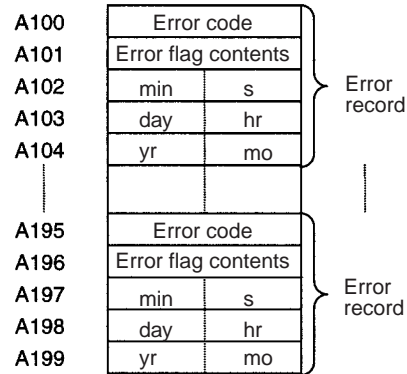 A100 Error code
A101 Error flag contents
A102 min s
A103 day hr
A104 yr mo
Error
record
A195 Error code
A196 Error flag contents
A197 min s
A198 day hr
A199 yr mo
Error
record